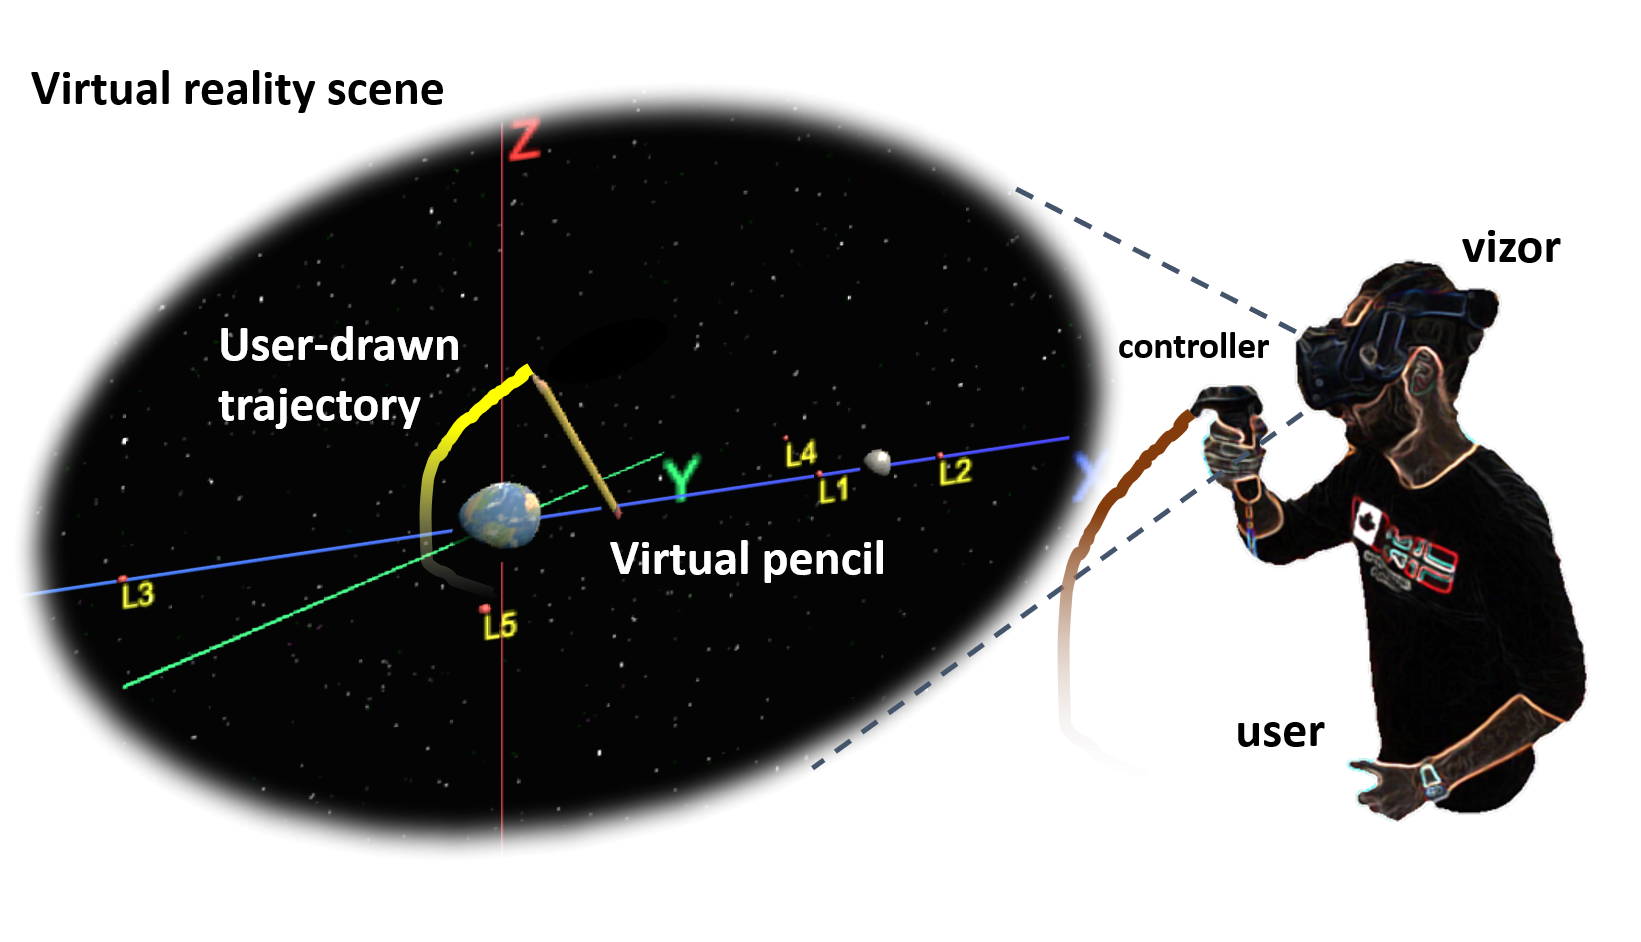 Virtual reality scene
Z
vizor
User-drawn
trajectory
controller
L4
Y
L1
L2
X
Virtual pencil
L3
L5
user